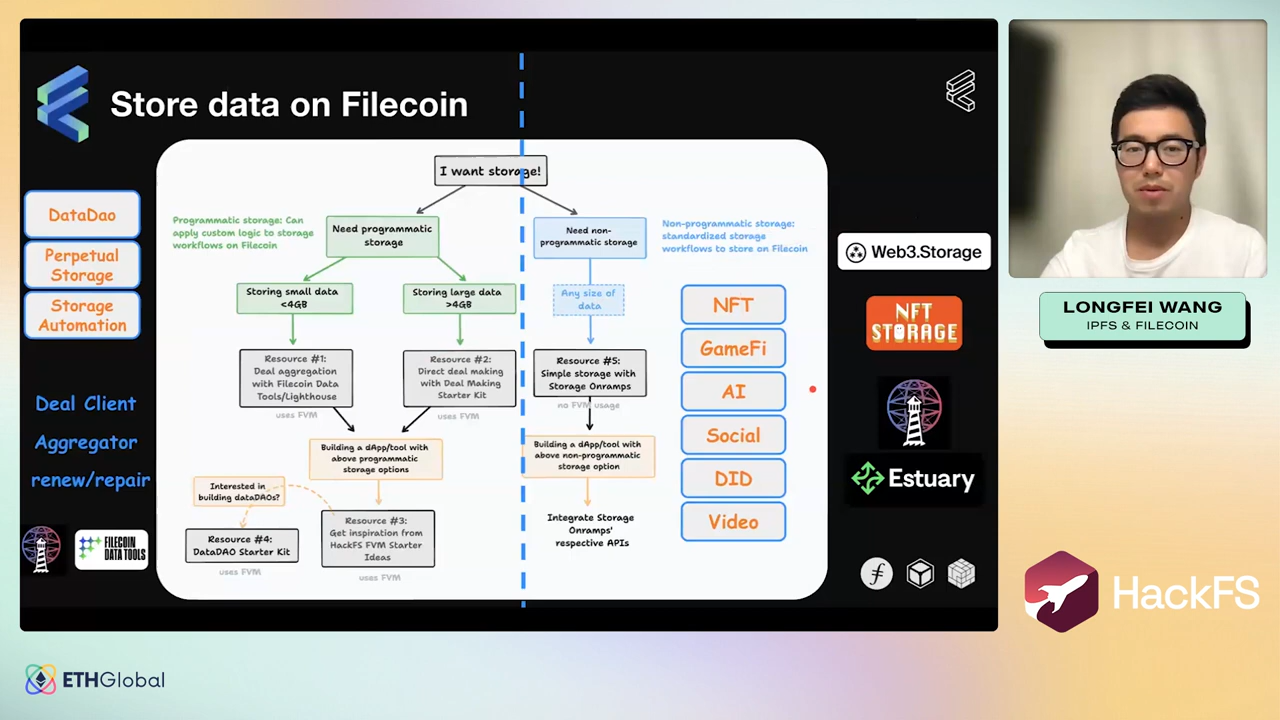 Store data on Filecoin
DataDao
Perpetual
Storage
Storage
Automation
Deal Client
Aggregator
renew/repair
FILECOIN
DATA TOOLS
I want storage!
Programmatic storage: Can
apply custom logic to storage
workflows on Filecoin
Need programmatic
storage
Storing small data
<4GB
Storing large data
>4GB
Resource #1:
Deal aggregation
with Filecoin Data
Tools/Lighthouse
uses FVM
Resource #2:
Direct deal making
with Deal Making
Starter Kit
uses FVM
Building a dApp/tool with
above programmatic
storage options
Interested in
building dataDAOs?
Resource #4:
DataDAO Starter Kit
uses FVM
Resource #3:
Get inspiration from
HackFS FVM Starter
Ideas
uses FVM
Need non-
programmatic storage
Non-programmatic storage:
standardized storage
workflows to store on Filecoin
Any size of
data
Resource #5:
Simple storage with
Storage Onramps
no FVM usage
Building a dApp/tool with
above non-programmatic
storage option
Integrate Storage
Onramps'
respective APIs
NFT
GameFi
AI
Social
DID
Video
Web3.Storage
NFT
STORAGE
Estuary
LONGFEI WANG
IPFS & FILECOIN
HackFS
ETHGlobal